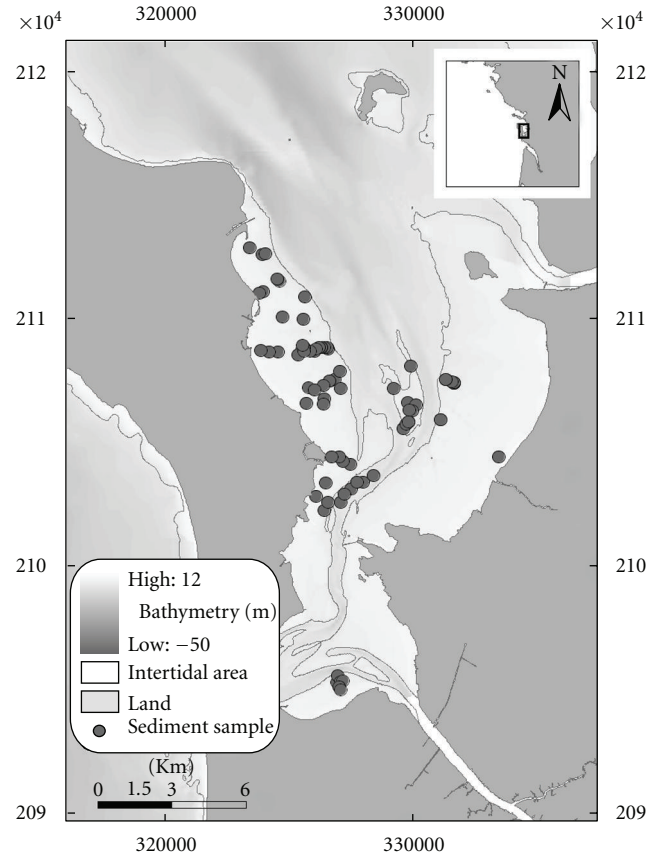 320000 330000
×10⁴ ×10⁴
212 212
N
211 211
210 210
High: 12
Bathymetry (m)
Low: −50
Intertidal area
Land
Sediment sample
(Km)
0 1.5 3 6
209 209
320000 330000